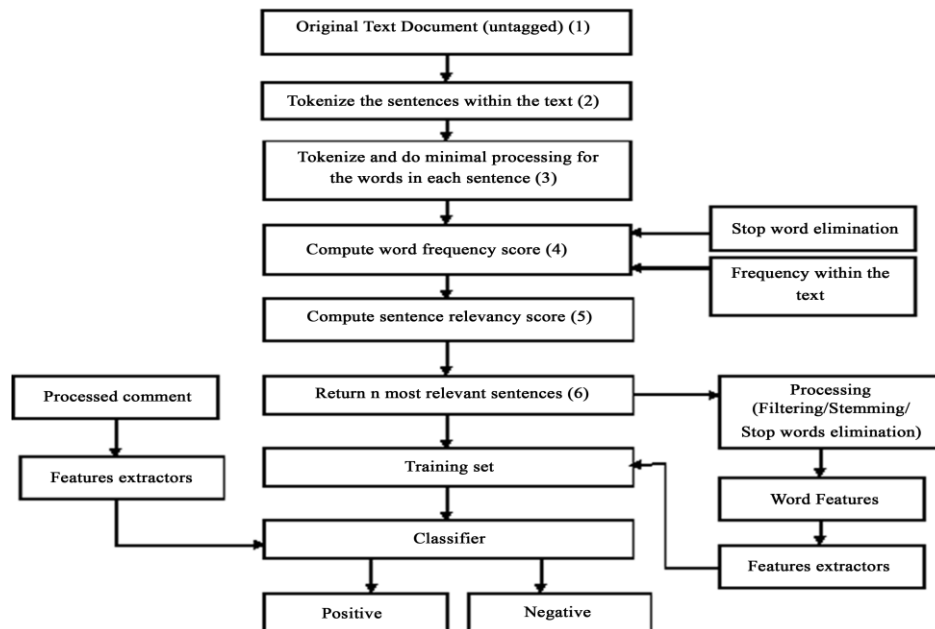 Original Text Document (untagged) (1)
Tokenize the sentences within the text (2)
Tokenize and do minimal processing for
the words in each sentence (3)
Stop word elimination
Compute word frequency score (4)
Frequency within the
text
Compute sentence relevancy score (5)
Processed comment
Return n most relevant sentences (6)
Processing
(Filtering/Stemming/
Stop words elimination)
Features extractors
Training set
Word Features
Classifier
Features extractors
Positive
Negative